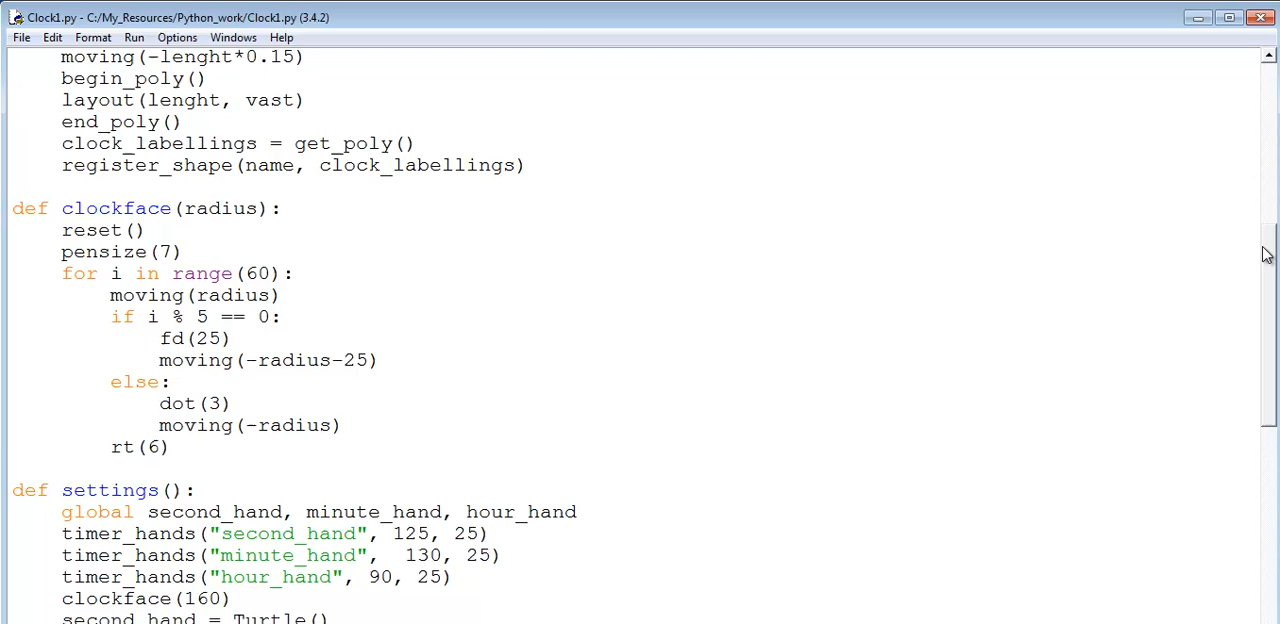 Clock1.py - C:/My_Resources/Python_work/Clock1.py (3.4.2)
File Edit Format Run Options Windows Help
moving(-lenght*0.15)
begin_poly()
layout(lenght, vast)
end_poly()
clock_labellings = get_poly()
register_shape(name, clock_labellings)
def clockface(radius):
reset()
pensize(7)
for i in range(60):
moving(radius)
if i % 5 == 0:
fd(25)
moving(-radius-25)
else:
dot(3)
moving(-radius)
rt(6)
def settings():
global second_hand, minute_hand, hour_hand
timer_hands("second_hand", 125, 25)
timer_hands("minute_hand",  130, 25)
timer_hands("hour_hand", 90, 25)
clockface(160)
second_hand = Turtle()